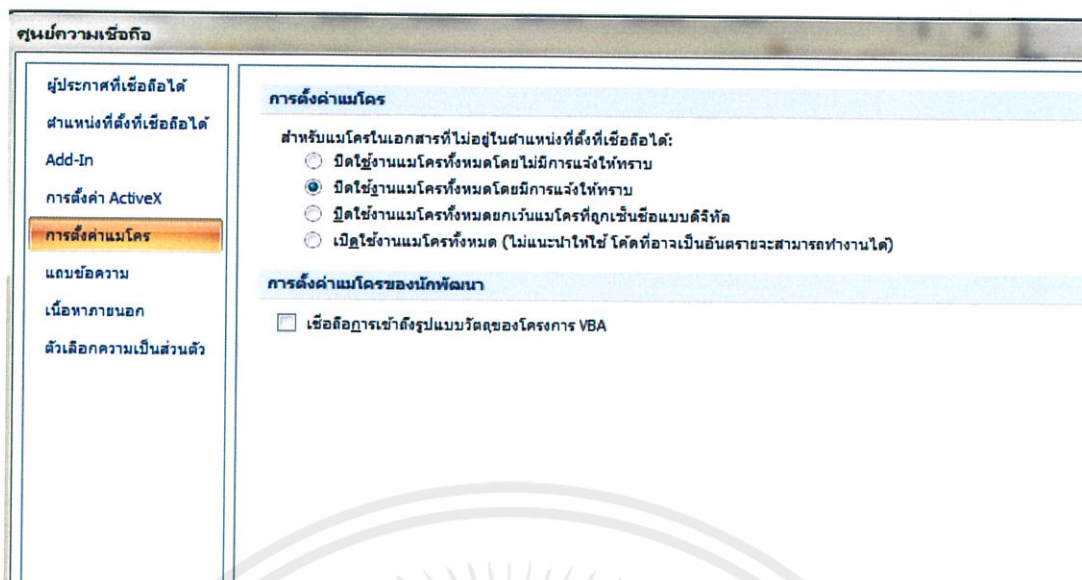 ศูนย์ความเชื่อถือ
ผู้ประกาศที่เชื่อถือได้
ตำแหน่งที่ตั้งที่เชื่อถือได้
Add-In
การตั้งค่า ActiveX
การตั้งค่าแมโคร
แถบข้อความ
เนื้อหาภายนอก
ตัวเลือกความเป็นส่วนตัว
การตั้งค่าแมโคร
สำหรับแมโครในเอกสารที่ไม่อยู่ในตำแหน่งที่ตั้งที่เชื่อถือได้:
ปิดใช้งานแมโครทั้งหมดโดยไม่มีการแจ้งให้ทราบ
ปิดใช้งานแมโครทั้งหมดโดยมีการแจ้งให้ทราบ
ปิดใช้งานแมโครทั้งหมดยกเว้นแมโครที่ถูกเซ็นชื่อแบบดิจิทัล
เปิดใช้งานแมโครทั้งหมด (ไม่แนะนำให้ใช้ โค้ดที่อาจเป็นอันตรายจะสามารถทำงานได้)
การตั้งค่าแมโครของนักพัฒนา
เชื่อถือการเข้าถึงรูปแบบวัตถุของโครงการ VBA